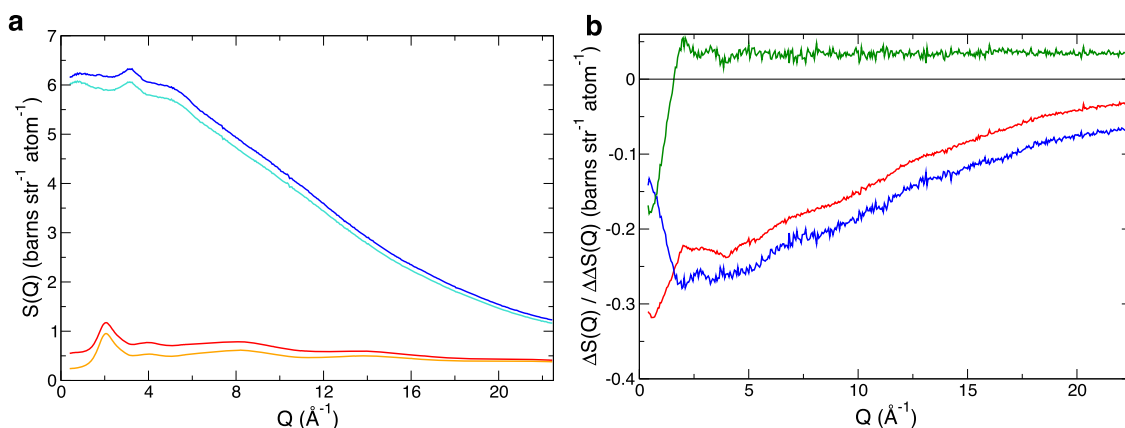 a
S(Q) (barns str⁻¹ atom⁻¹)
7
6
5
4
3
2
1
0
0 4 8 12 16 20
Q (Å⁻¹)
b
ΔS(Q) / ΔΔS(Q) (barns str⁻¹ atom⁻¹)
0
-0.1
-0.2
-0.3
-0.4
0 5 10 15 20
Q (Å⁻¹)